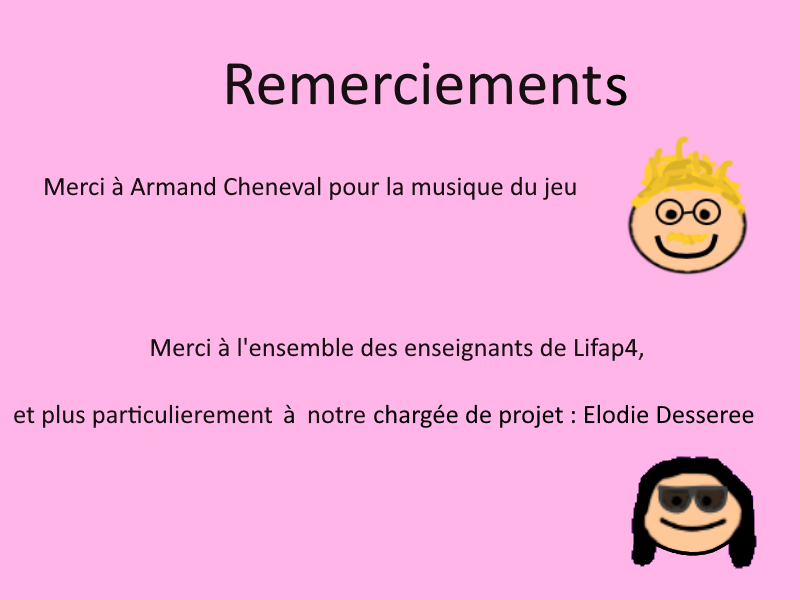 Remerciements
Merci à Armand Cheneval pour la musique du jeu
Merci à l'ensemble des enseignants de Lifap4,
et plus particulierement à notre chargée de projet : Elodie Desseree